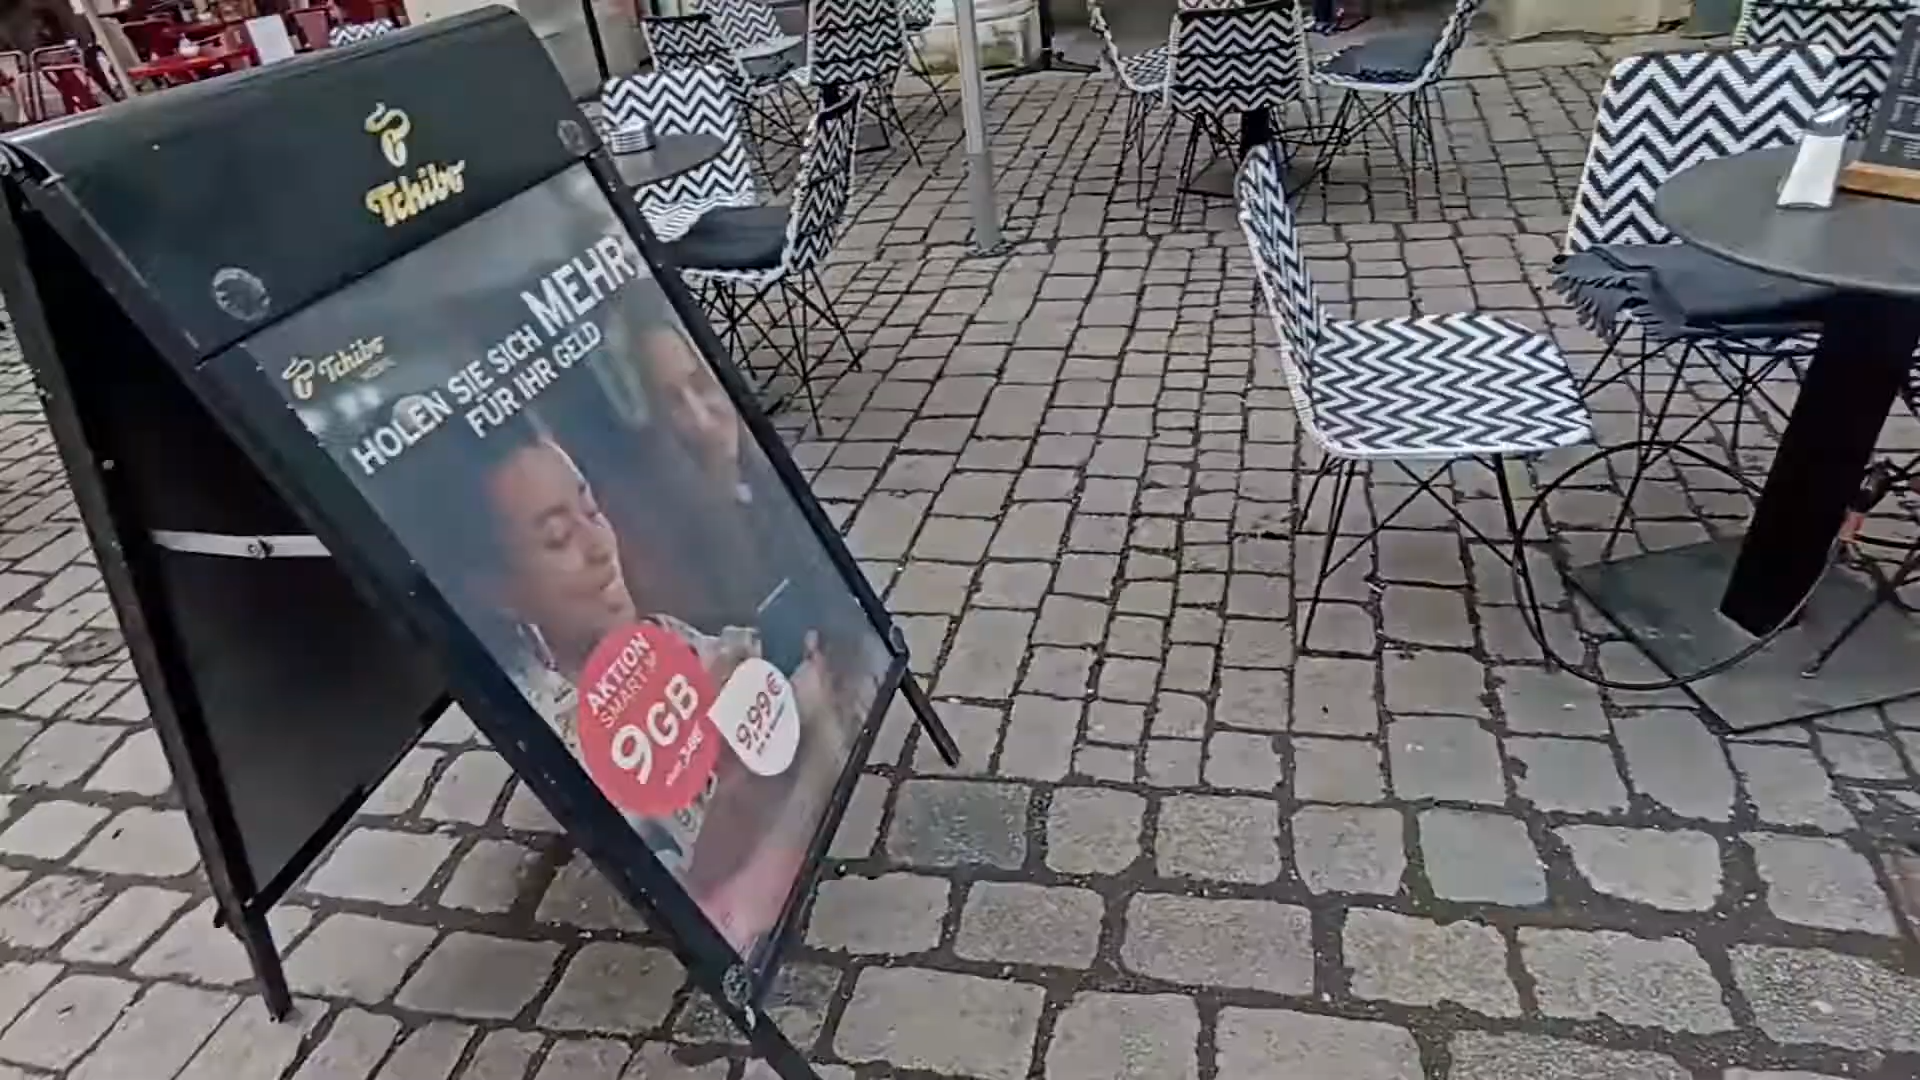 Tchibo
Tchibo
HOLEN SIE SICH MEHR
FÜR IHR GELD
AKTION
SMART M
9GB
9,99€